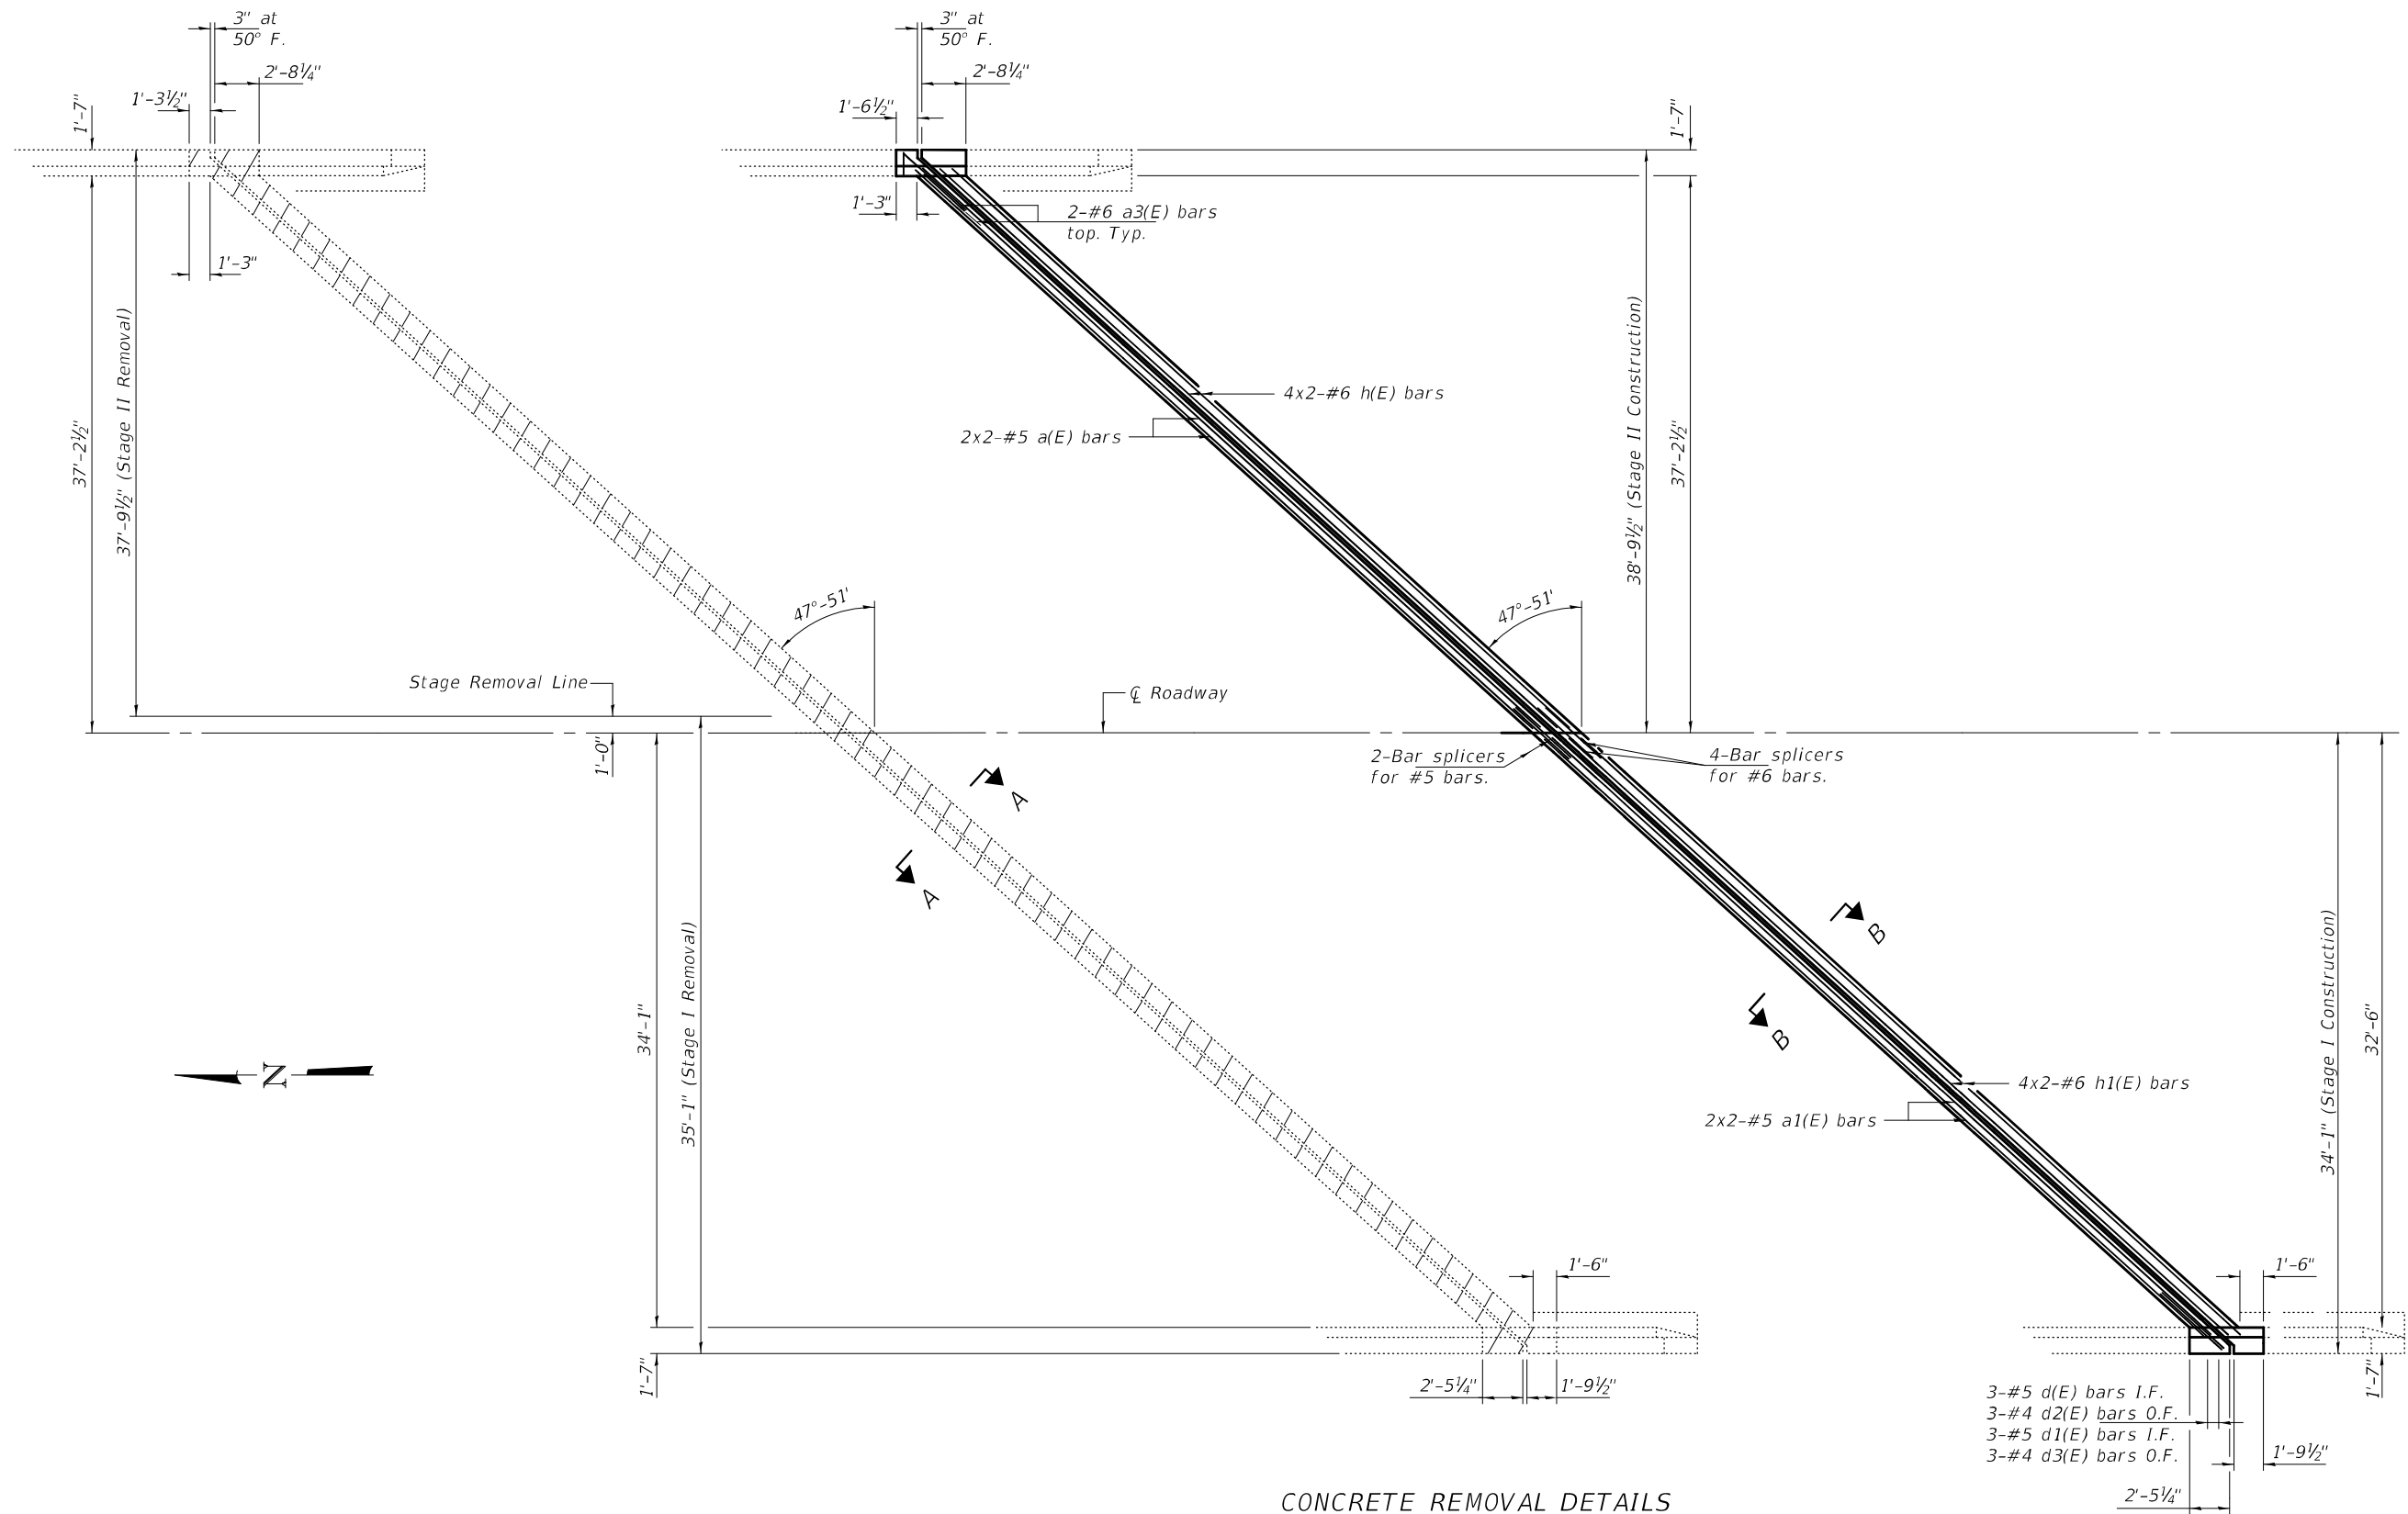 3" at
50° F.
2'-8¼"
1'-3½"
1'-7"
1'-3"
37'-2½"
37'-9½" (Stage II Removal)
47°-51'
Stage Removal Line
1'-0"
A
A
34'-1"
35'-1" (Stage I Removal)
N
1'-6"
1'-7"
2'-5¼"
1'-9½"
3" at
50° F.
2'-8¼"
1'-6½"
1'-7"
1'-3"
2-#6 a3(E) bars
top. Typ.
4x2-#6 h(E) bars
2x2-#5 a(E) bars
38'-9½" (Stage II Construction)
37'-2½"
47°-51'
℄ Roadway
2-Bar splicers
for #5 bars.
4-Bar splicers
for #6 bars.
B
B
4x2-#6 h1(E) bars
2x2-#5 a1(E) bars
34'-1" (Stage I Construction)
32'-6"
1'-6"
1'-7"
3-#5 d(E) bars I.F.
3-#4 d2(E) bars O.F.
3-#5 d1(E) bars I.F.
3-#4 d3(E) bars O.F.
1'-9½"
2'-5¼"
CONCRETE REMOVAL DETAILS